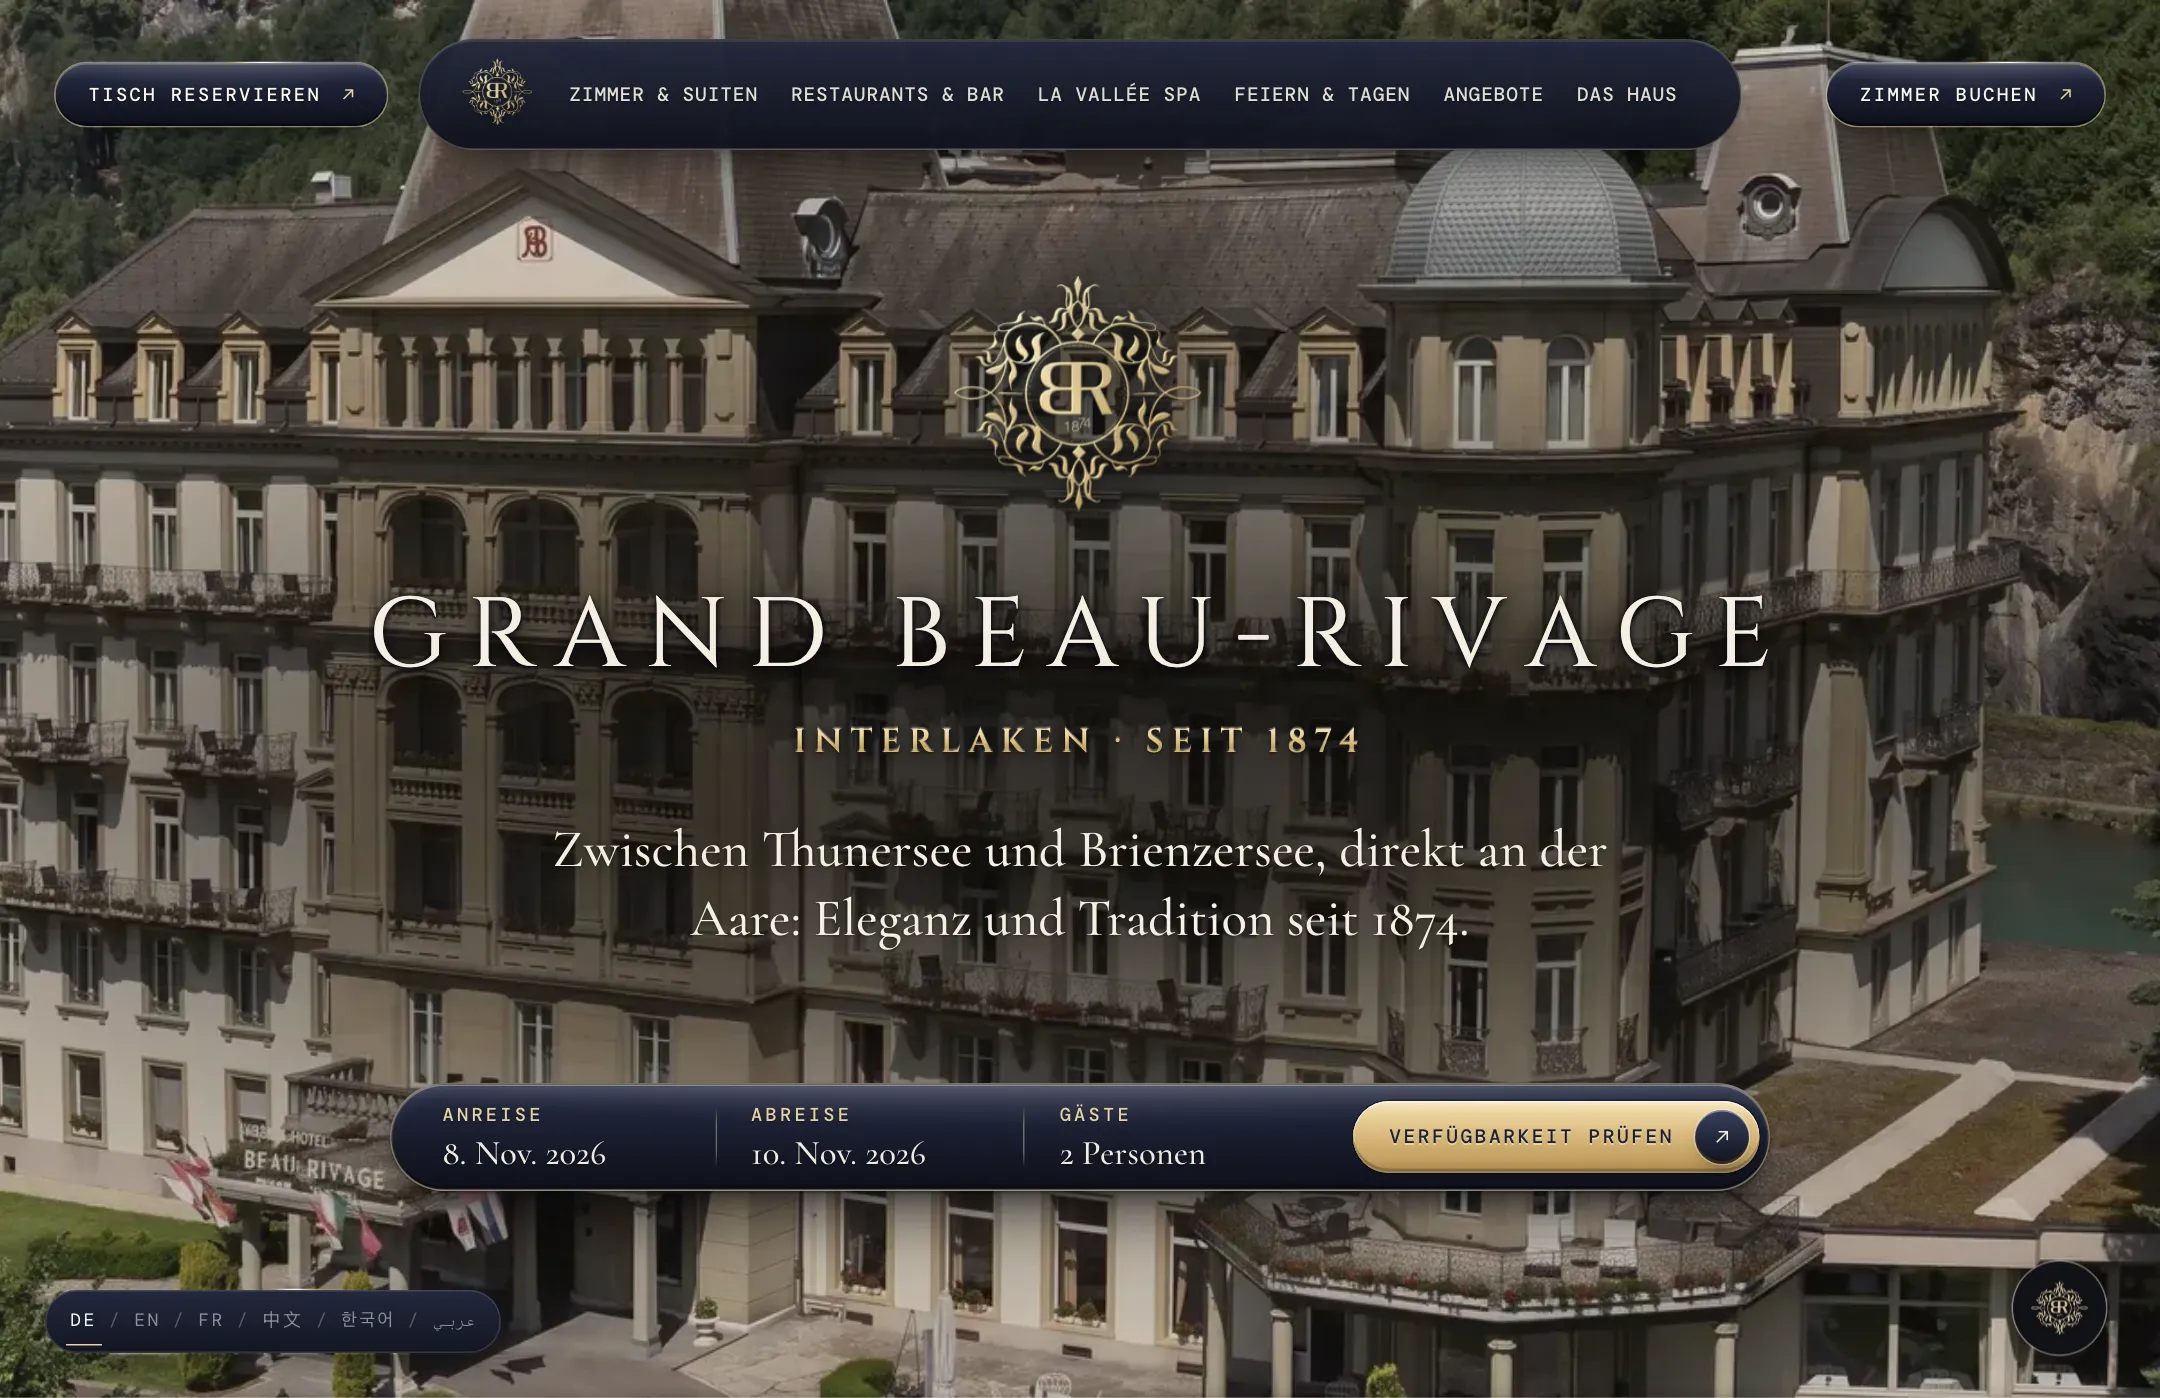 TISCH RESERVIEREN ↗
BR
ZIMMER & SUITEN RESTAURANTS & BAR LA VALLÉE SPA FEIERN & TAGEN ANGEBOTE DAS HAUS
ZIMMER BUCHEN ↗
BR
1874
GRAND BEAU-RIVAGE
INTERLAKEN · SEIT 1874
Zwischen Thunersee und Brienzersee, direkt an der
Aare: Eleganz und Tradition seit 1874.
ANREISE ABREISE GÄSTE
8. Nov. 2026 10. Nov. 2026 2 Personen
VERFÜGBARKEIT PRÜFEN ↗
HOTEL
BEAU RIVAGE
DE / EN / FR / 中文 / 한국어 / عربي
BR